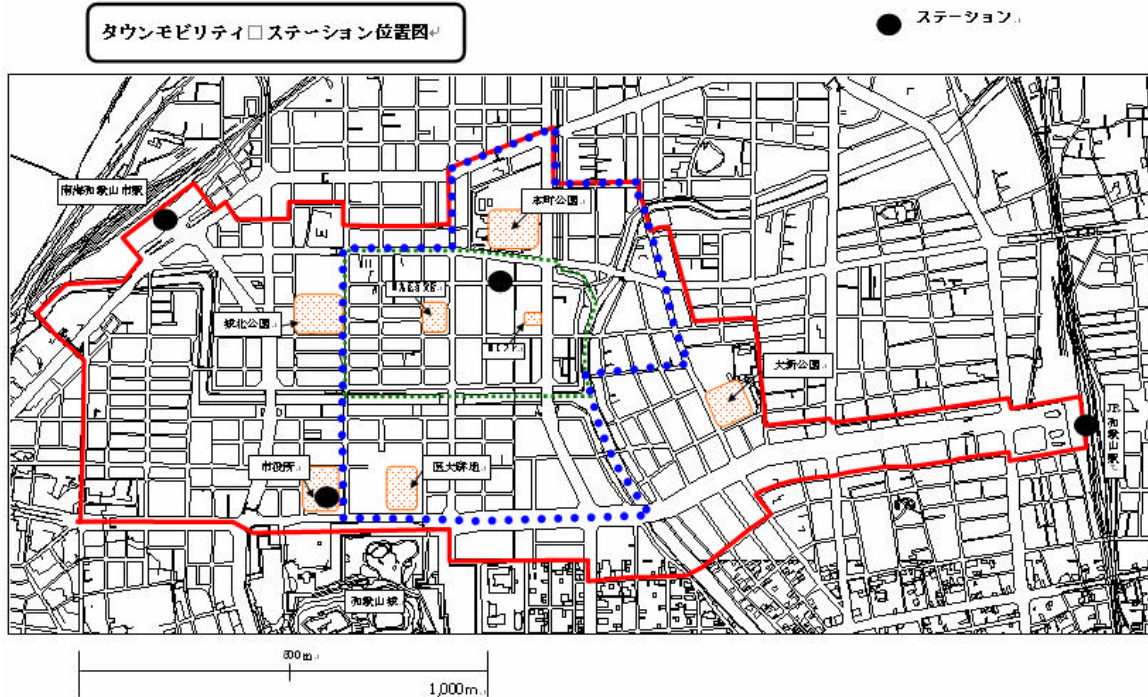 タウンモビリティ□ ステーション位置図
ステーション
南海和歌山市駅
本町公園
城北公園
大新公園
JR和歌山駅
市役所
医大跡地
和歌山城
500m
1,000m